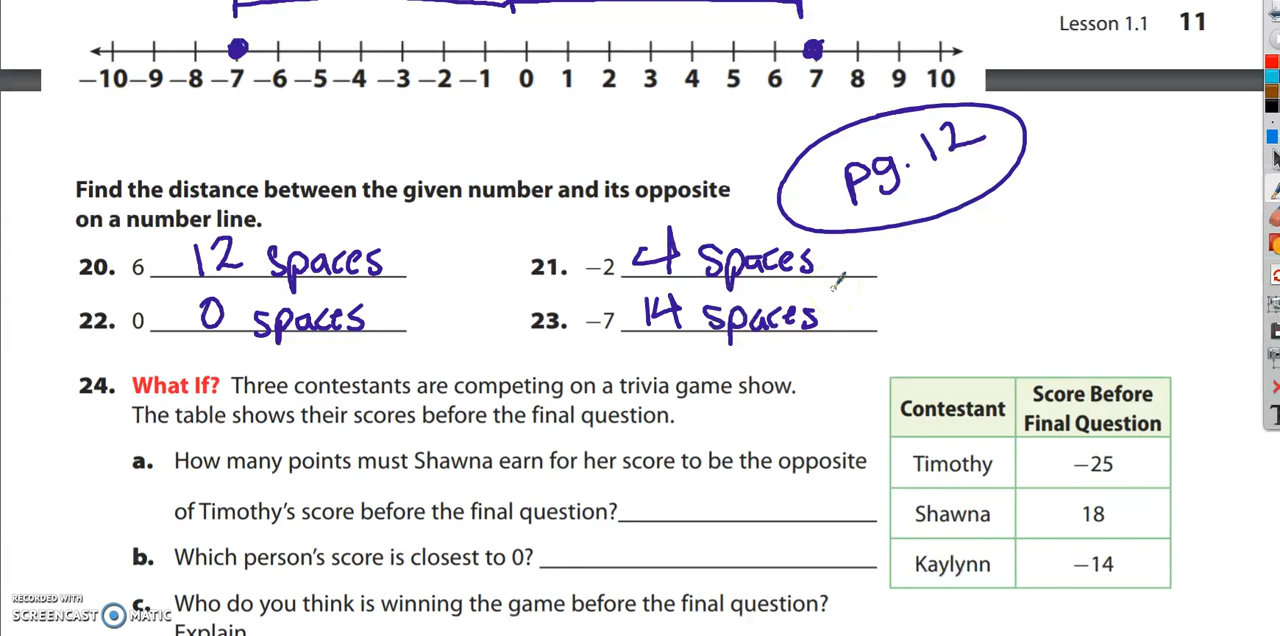 Lesson 1.1 11
−10 −9 −8 −7 −6 −5 −4 −3 −2 −1 0 1 2 3 4 5 6 7 8 9 10
pg. 12
Find the distance between the given number and its opposite
on a number line.
20. 6 12 spaces
21. −2 4 spaces
22. 0 0 spaces
23. −7 14 spaces
24. What If? Three contestants are competing on a trivia game show.
The table shows their scores before the final question.
a. How many points must Shawna earn for her score to be the opposite
of Timothy's score before the final question?
b. Which person's score is closest to 0?
c. Who do you think is winning the game before the final question?
Explain
Contestant Score Before
Final Question
Timothy −25
Shawna 18
Kaylynn −14
RECORDED WITH
SCREENCAST MATIC